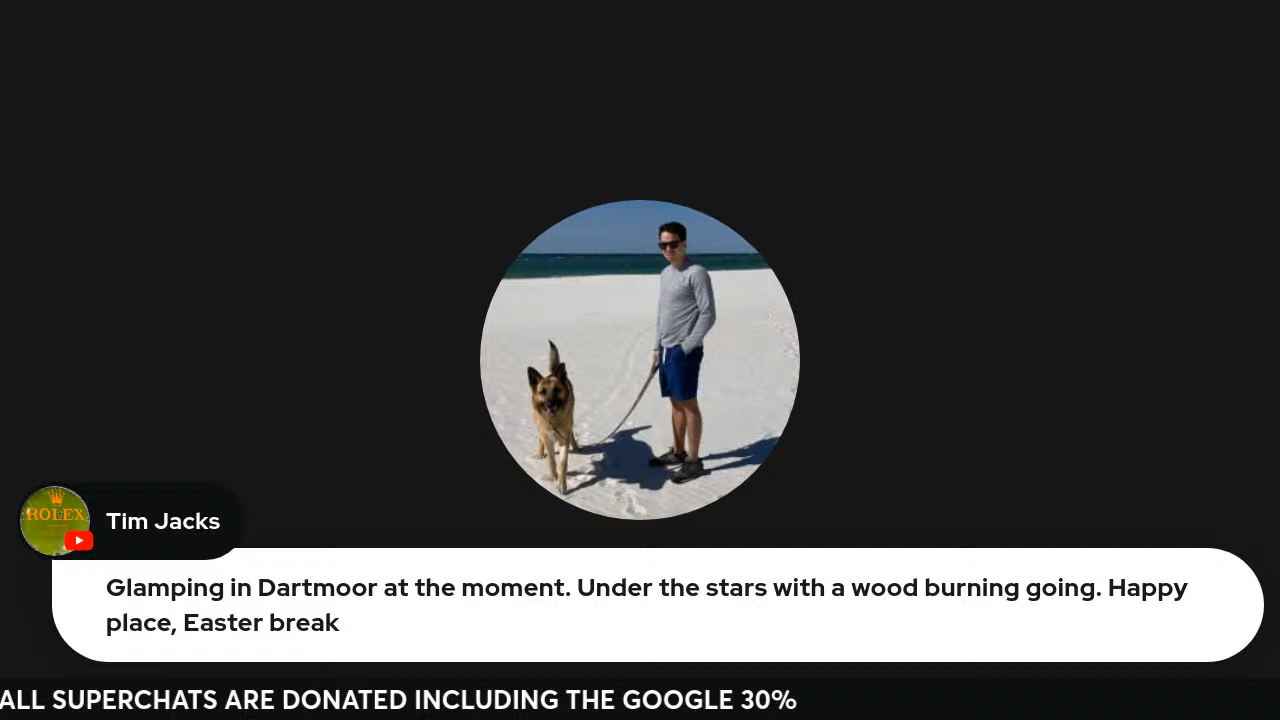 ROLEX
Tim Jacks
Glamping in Dartmoor at the moment. Under the stars with a wood burning going. Happy
place, Easter break
ALL SUPERCHATS ARE DONATED INCLUDING THE GOOGLE 30%